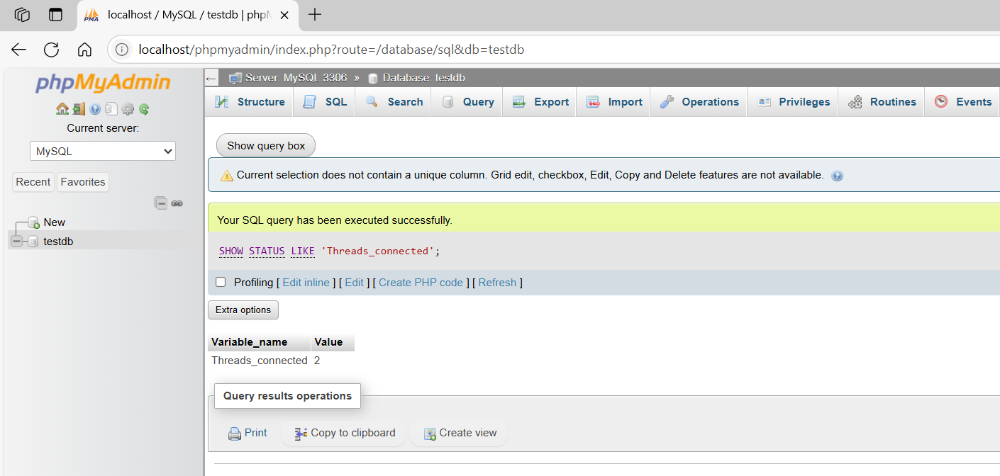 localhost / MySQL / testdb | phpM
localhost/phpmyadmin/index.php?route=/database/sql&db=testdb
phpMyAdmin
Current server:
MySQL
Recent
Favorites
New
testdb
Server: MySQL:3306 » Database: testdb
Structure
SQL
Search
Query
Export
Import
Operations
Privileges
Routines
Events
Show query box
Current selection does not contain a unique column. Grid edit, checkbox, Edit, Copy and Delete features are not available.
Your SQL query has been executed successfully.
SHOW STATUS LIKE 'Threads_connected';
Profiling [ Edit inline ] [ Edit ] [ Create PHP code ] [ Refresh ]
Extra options
Variable_name Value
Threads_connected 2
Query results operations
Print
Copy to clipboard
Create view